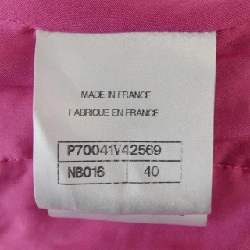 MADE IN FRANCE
FABRIQUE EN FRANCE
P70041V42569
NB016 40